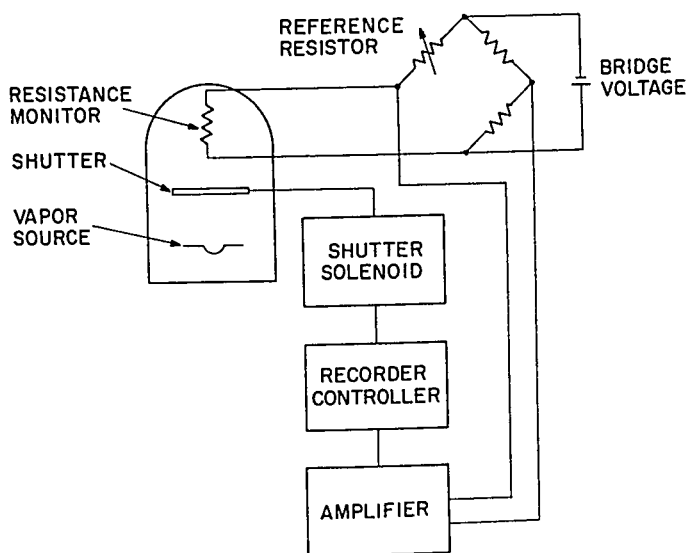 REFERENCE
RESISTOR
BRIDGE
VOLTAGE
RESISTANCE
MONITOR
SHUTTER
VAPOR
SOURCE
SHUTTER
SOLENOID
RECORDER
CONTROLLER
AMPLIFIER